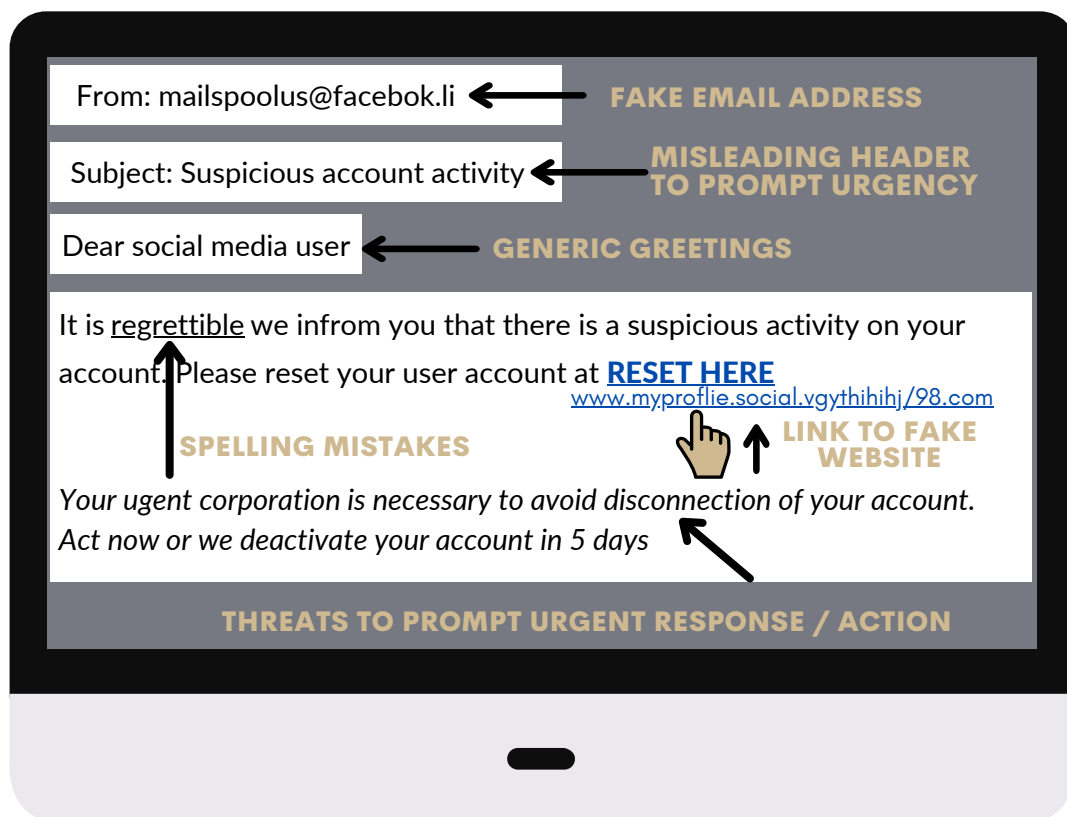 From: mailspoolus@facebok.li
FAKE EMAIL ADDRESS
Subject: Suspicious account activity
MISLEADING HEADER
TO PROMPT URGENCY
Dear social media user
GENERIC GREETINGS
It is regrettible we infrom you that there is a suspicious activity on your
account. Please reset your user account at RESET HERE
www.myproflie.social.vgythihihj/98.com
SPELLING MISTAKES
LINK TO FAKE
WEBSITE
Your ugent corporation is necessary to avoid disconnection of your account.
Act now or we deactivate your account in 5 days
THREATS TO PROMPT URGENT RESPONSE / ACTION